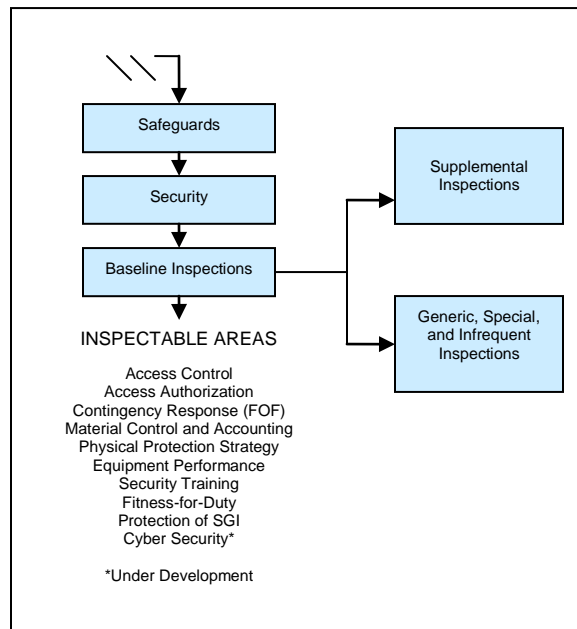 Safeguards
Security
Baseline Inspections
Supplemental
Inspections
Generic, Special,
and Infrequent
Inspections
INSPECTABLE AREAS
Access Control
Access Authorization
Contingency Response (FOF)
Material Control and Accounting
Physical Protection Strategy
Equipment Performance
Security Training
Fitness-for-Duty
Protection of SGI
Cyber Security*
*Under Development